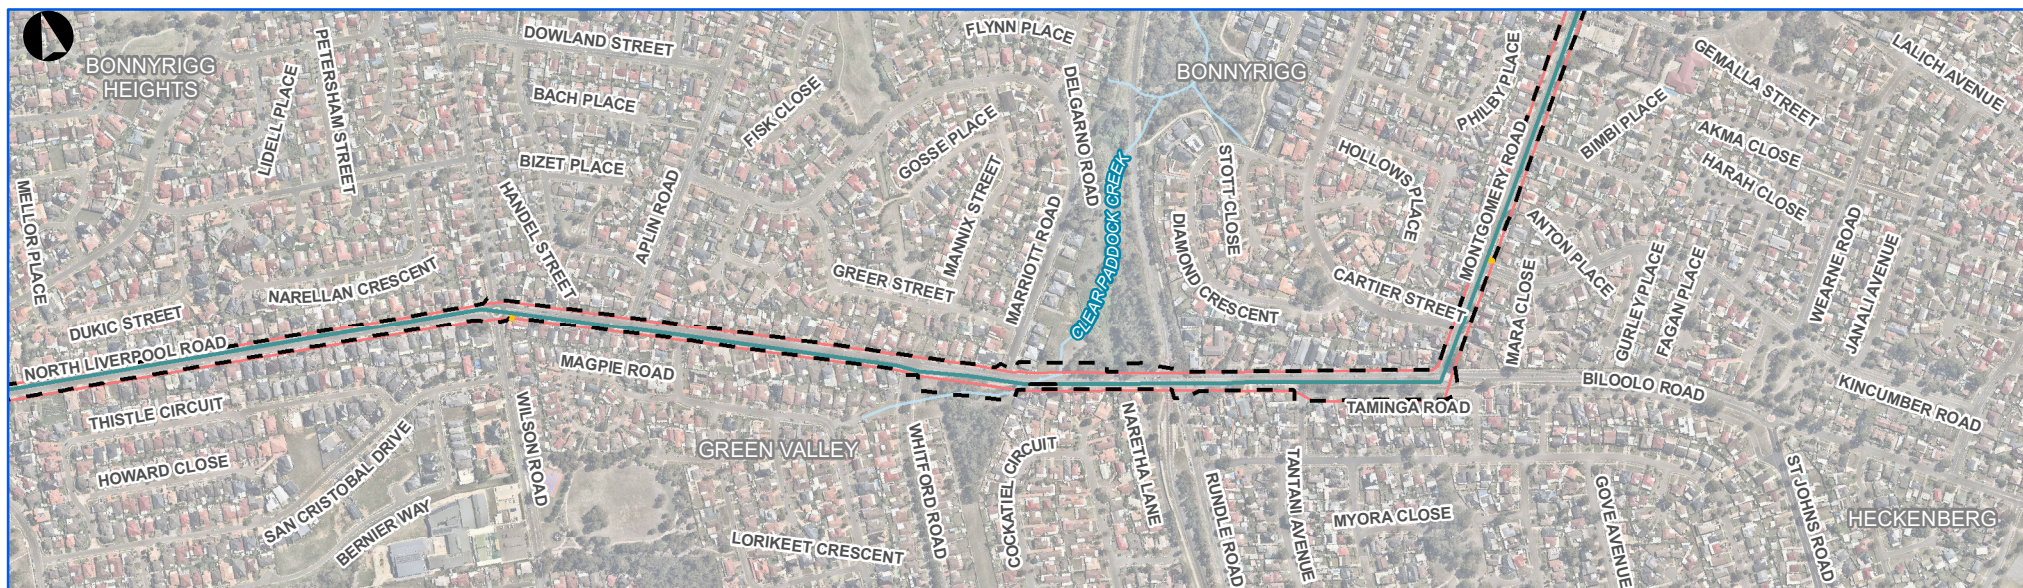 BONNYRIGG
HEIGHTS
PETERSHAM STREET
LIDELL PLACE
DOWLAND STREET
BACH PLACE
BIZET PLACE
FISK CLOSE
FLYNN PLACE
GOSSE PLACE
DELGARNO ROAD
BONNYRIGG
PHILBY PLACE
GEMALLA STREET
LALICH AVENUE
BIMBI PLACE
AKMA CLOSE
HARAH CLOSE
HOLLOWS PLACE
MONTGOMERY ROAD
STOTT CLOSE
MELLOR PLACE
HANDEL STREET
APLIN ROAD
MANNIX STREET
MARRIOTT ROAD
CLEAR PADDOCK CREEK
DIAMOND CRESCENT
ANTON PLACE
WEARNE ROAD
JANALI AVENUE
GURLEY PLACE
FAGAN PLACE
NARELLAN CRESCENT
GREER STREET
CARTIER STREET
DUKIC STREET
MARA CLOSE
NORTH LIVERPOOL ROAD
MAGPIE ROAD
BILOOLO ROAD
KINCUMBER ROAD
THISTLE CIRCUIT
TAMINGA ROAD
WILSON ROAD
GREEN VALLEY
WHITFORD ROAD
COCKATIEL CIRCUIT
NARETHA LANE
HOWARD CLOSE
SAN CRISTOBAL DRIVE
BERNIER WAY
LORIKEET CRESCENT
RUNDLE ROAD
TANTANI AVENUE
MYORA CLOSE
GOVE AVENUE
ST JOHNS ROAD
HECKENBERG